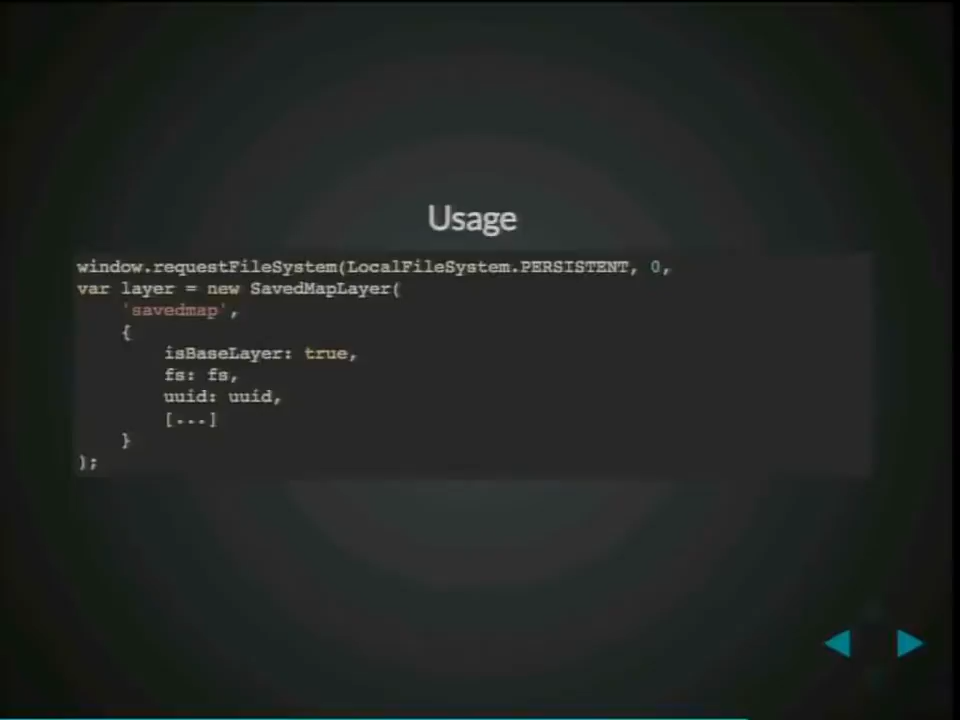 Usage
window.requestFileSystem(LocalFileSystem.PERSISTENT, 0,
var layer = new SavedMapLayer(
    'savedmap',
    {
        isBaseLayer: true,
        fs: fs,
        uuid: uuid,
        [...]
    }
);